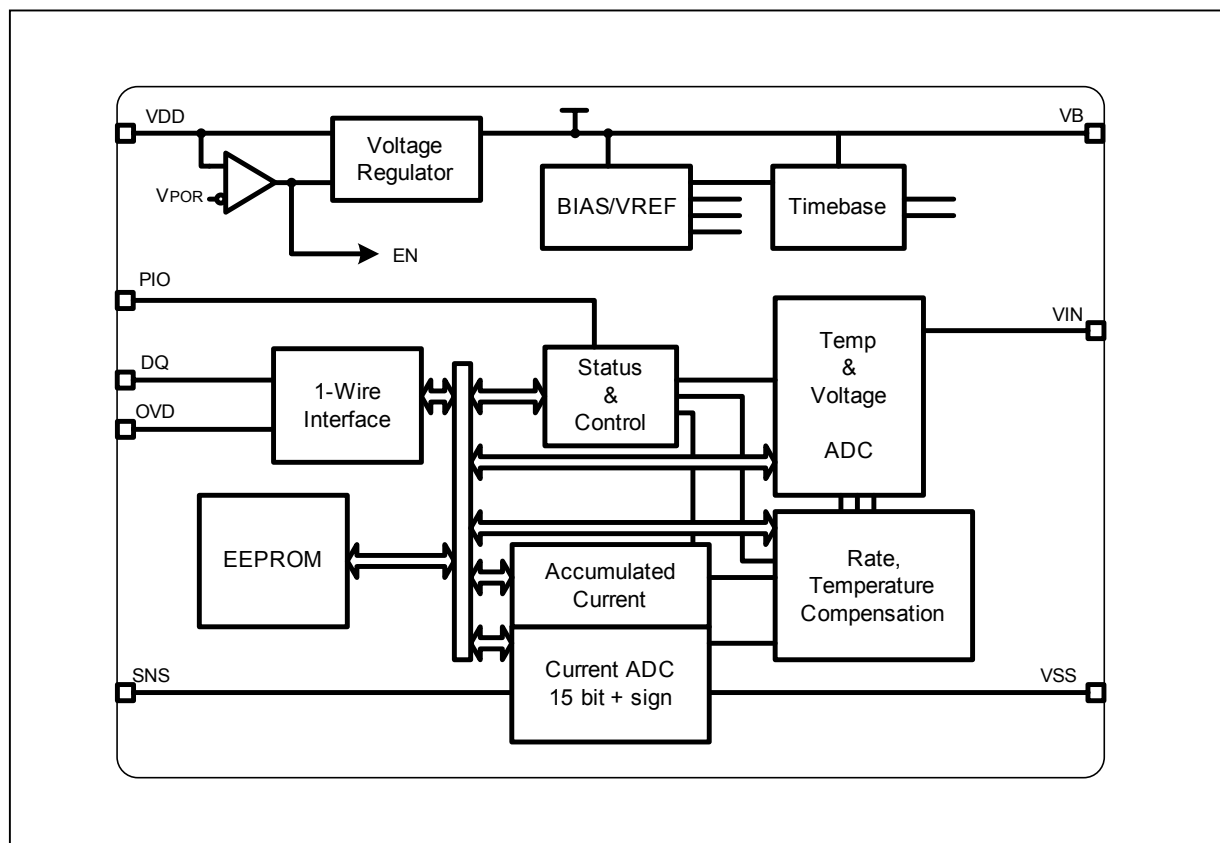 VDD
VB
Voltage
Regulator
VPOR
BIAS/VREF
Timebase
EN
PIO
VIN
Temp
&
Voltage
ADC
DQ
Status
&
Control
1-Wire
Interface
OVD
EEPROM
Accumulated
Current
Rate,
Temperature
Compensation
SNS
Current ADC
15 bit + sign
VSS